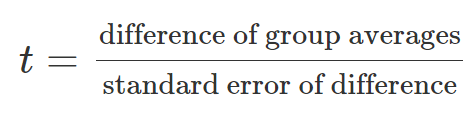 t = difference of group averages
standard error of difference